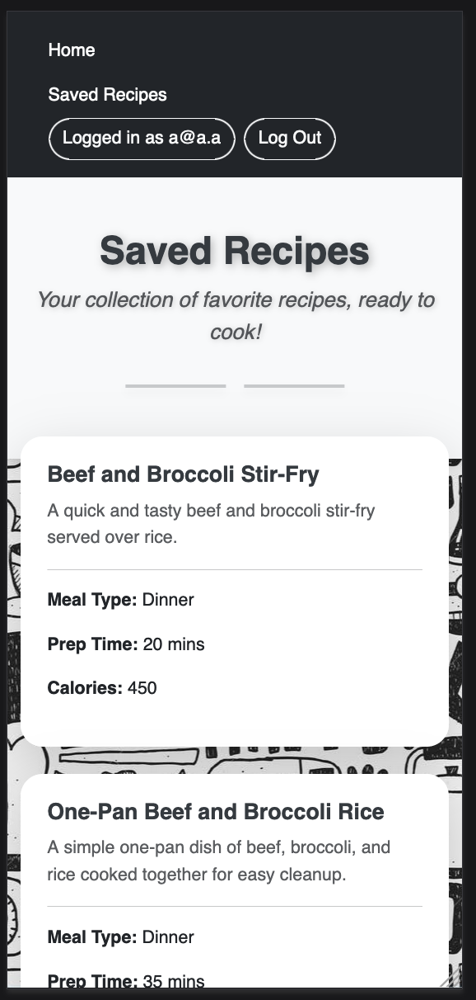 Home
Saved Recipes
Logged in as a@a.a
Log Out
Saved Recipes
Your collection of favorite recipes, ready to
cook!
Beef and Broccoli Stir-Fry
A quick and tasty beef and broccoli stir-fry
served over rice.
Meal Type: Dinner
Prep Time: 20 mins
Calories: 450
One-Pan Beef and Broccoli Rice
A simple one-pan dish of beef, broccoli, and
rice cooked together for easy cleanup.
Meal Type: Dinner
Prep Time: 35 mins